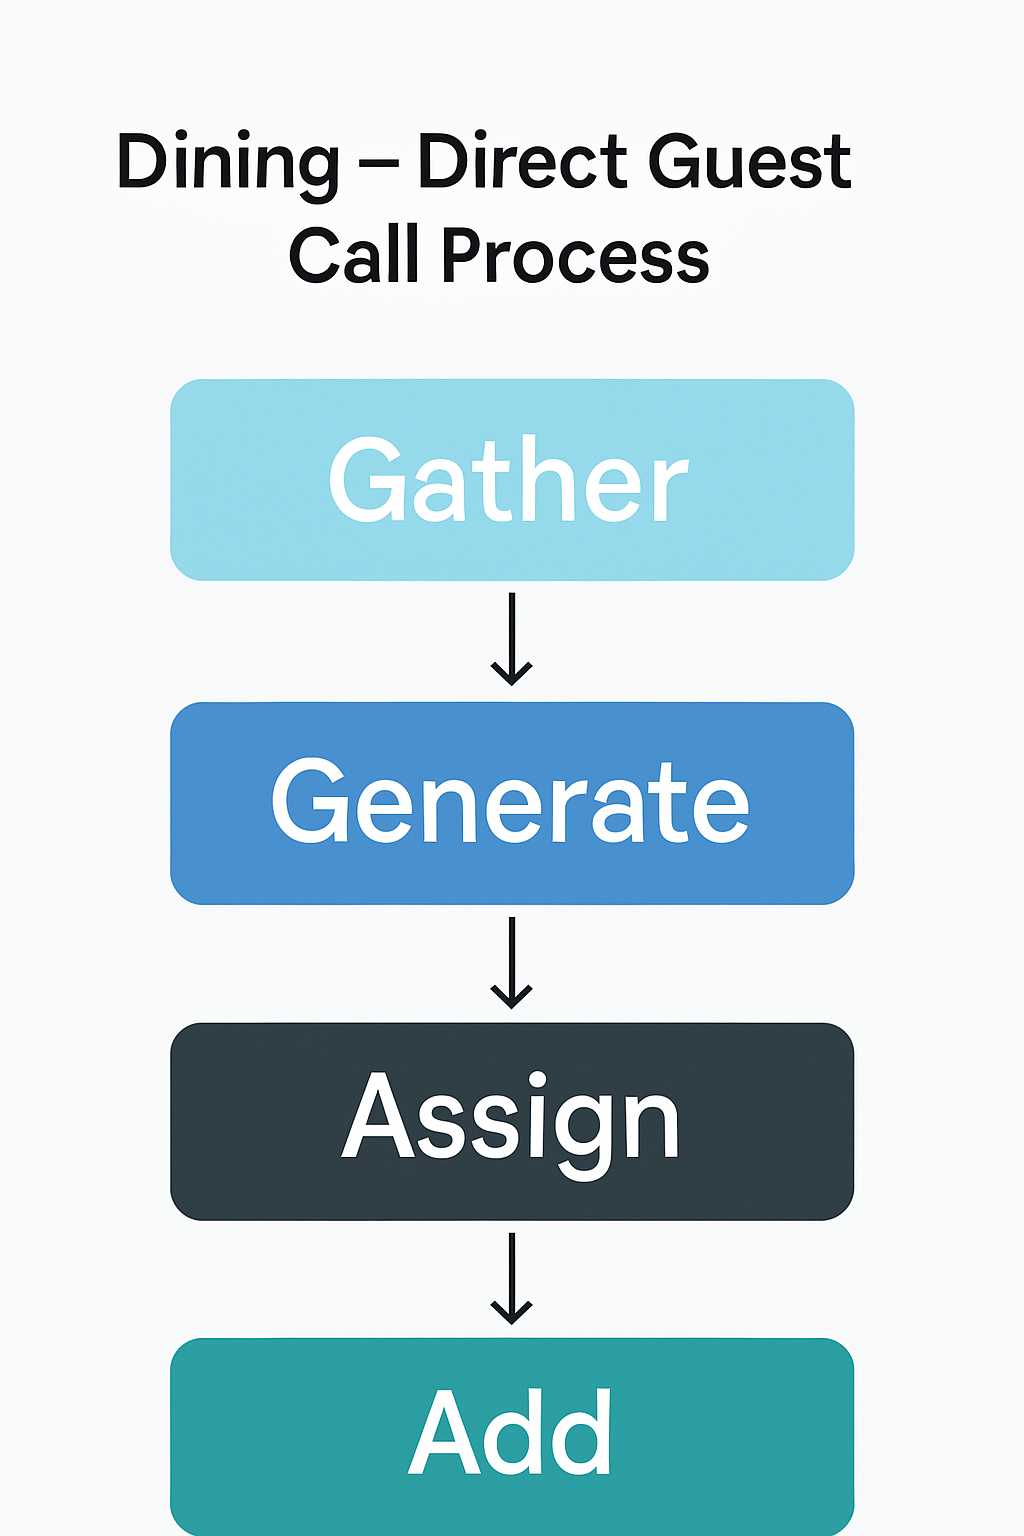 Dining – Direct Guest
Call Process
Gather
Generate
Assign
Add